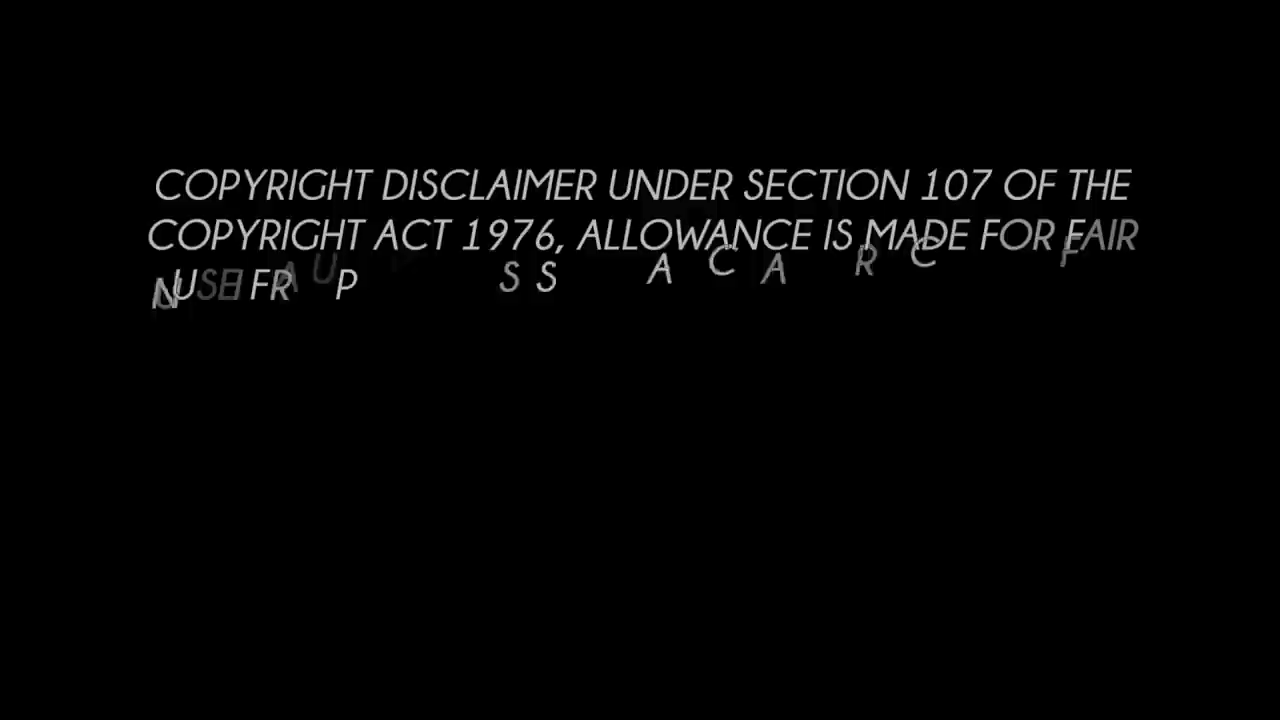 COPYRIGHT DISCLAIMER UNDER SECTION 107 OF THE
COPYRIGHT ACT 1976, ALLOWANCE IS MADE FOR FAIR